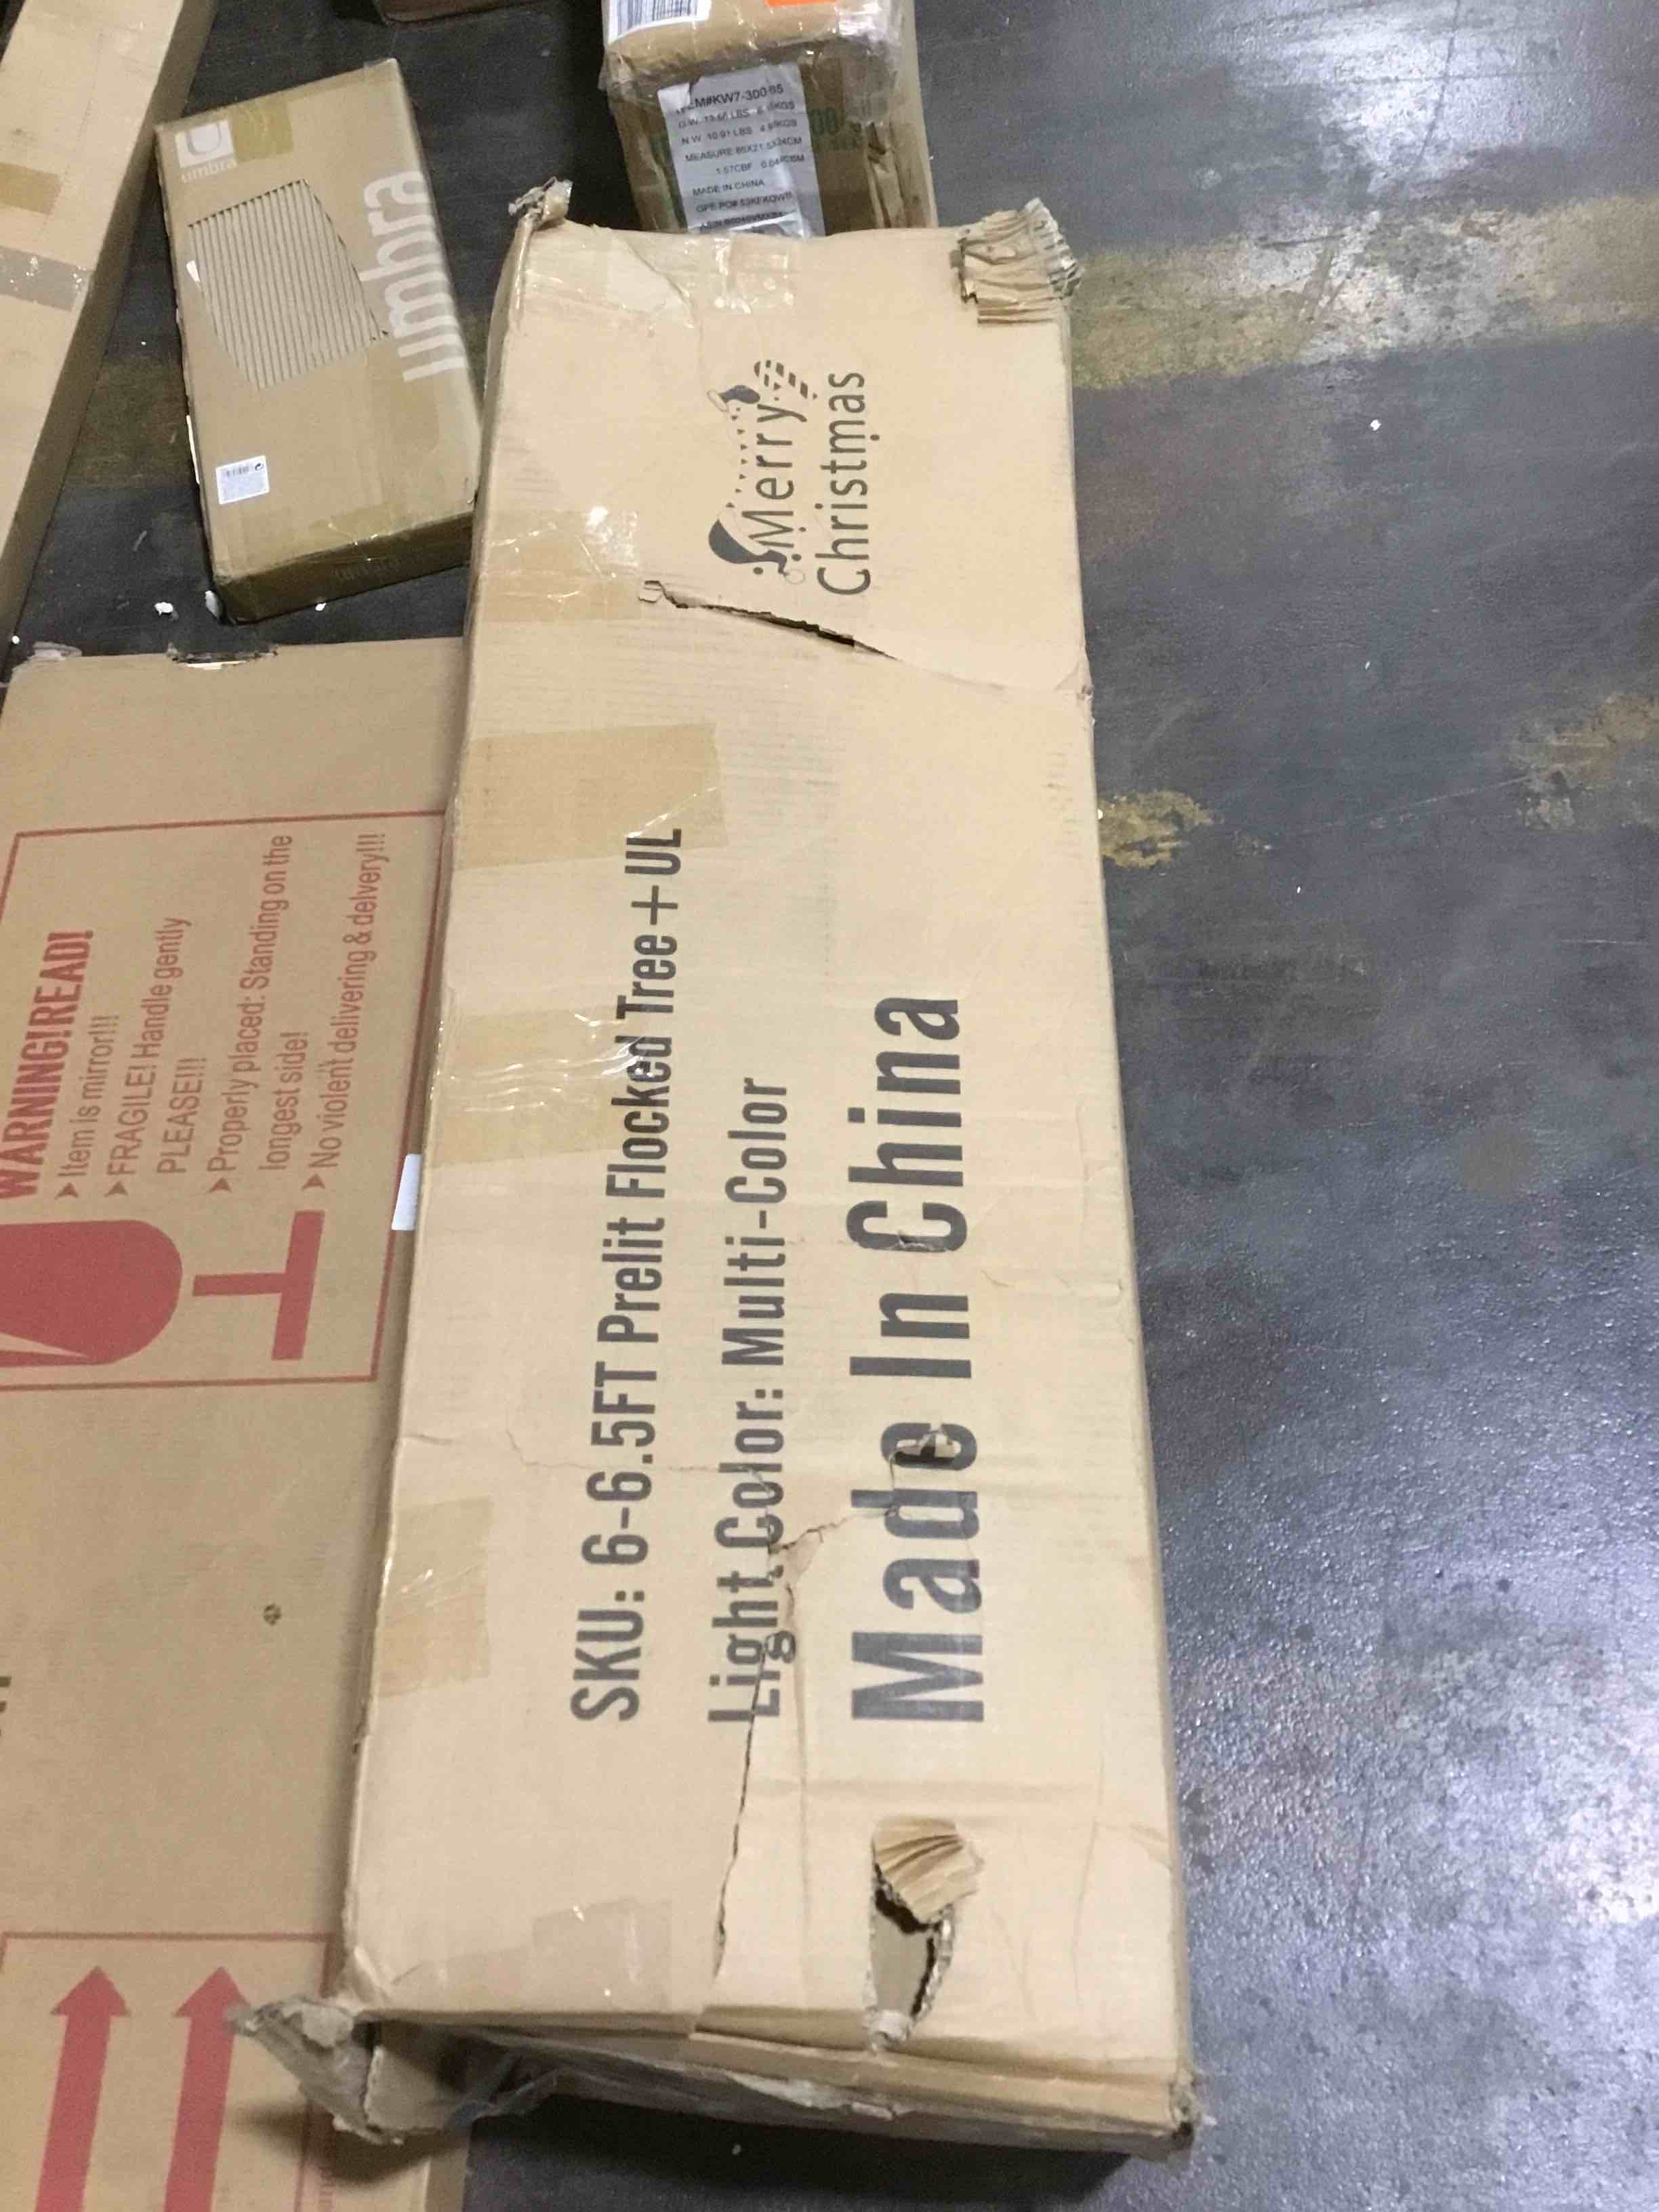 Merry
Christmas
SKU: 6-6.5FT Prelit Flocked Tree+UL
Light Color: Multi-Color
Made In China
umbra
umbra
MADE IN CHINA
WARNING!READ!
➤ Item is mirror!!!
➤ FRAGILE! Handle gently
PLEASE!!!
➤ Properly placed: Standing on the
longest side!
➤ No violent delivering & delvery!!!